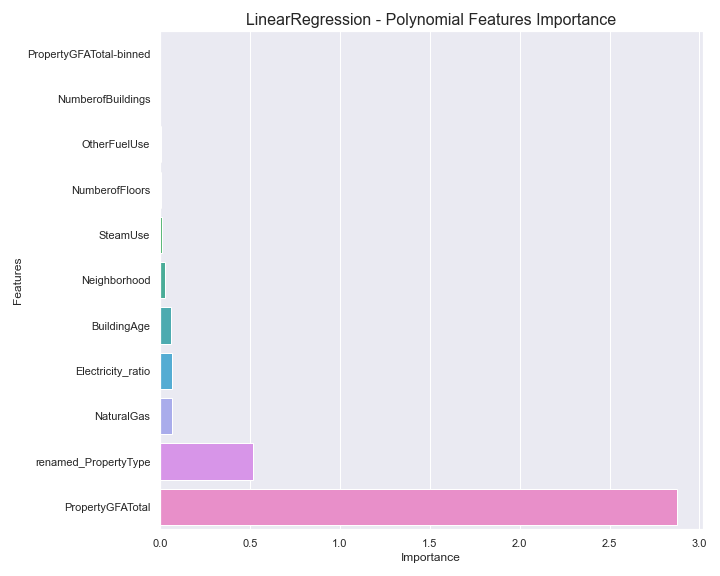 LinearRegression - Polynomial Features Importance
PropertyGFATotal-binned
NumberofBuildings
OtherFuelUse
NumberofFloors
SteamUse
Neighborhood
BuildingAge
Electricity_ratio
NaturalGas
renamed_PropertyType
PropertyGFATotal
Features
0.0 0.5 1.0 1.5 2.0 2.5 3.0
Importance